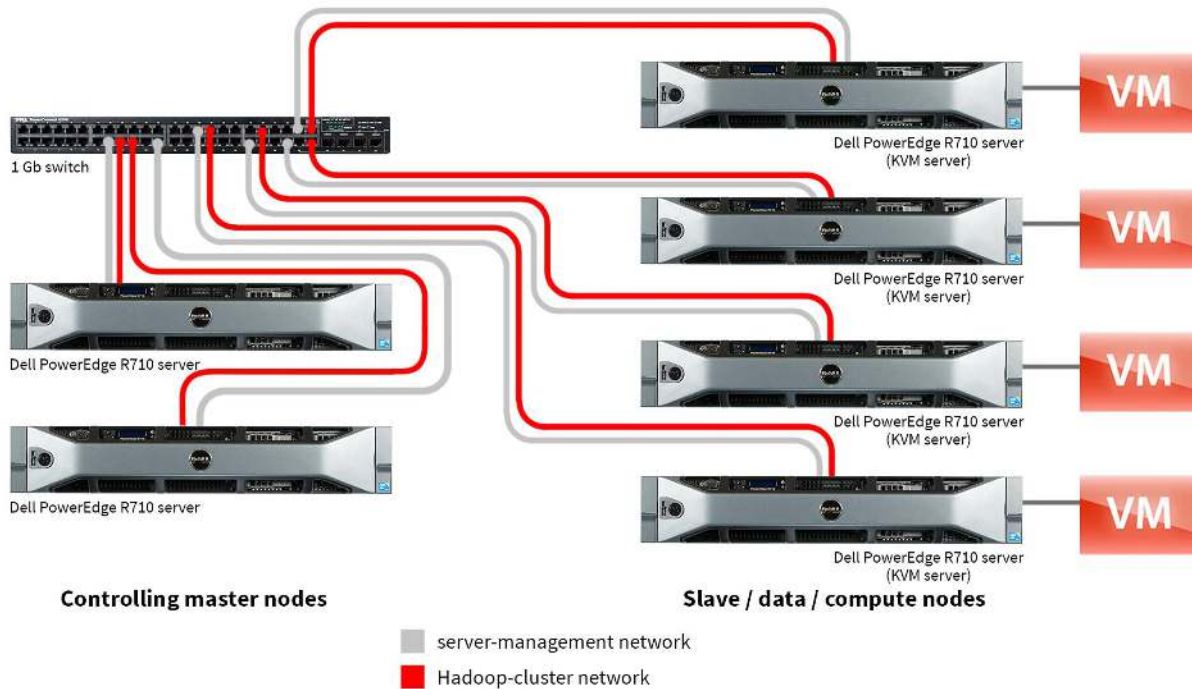 1 Gb switch
Dell PowerEdge R710 server
Dell PowerEdge R710 server
Controlling master nodes
VM
Dell PowerEdge R710 server
(KVM server)
VM
Dell PowerEdge R710 server
(KVM server)
VM
Dell PowerEdge R710 server
(KVM server)
VM
Dell PowerEdge R710 server
(KVM server)
Slave / data / compute nodes
server-management network
Hadoop-cluster network